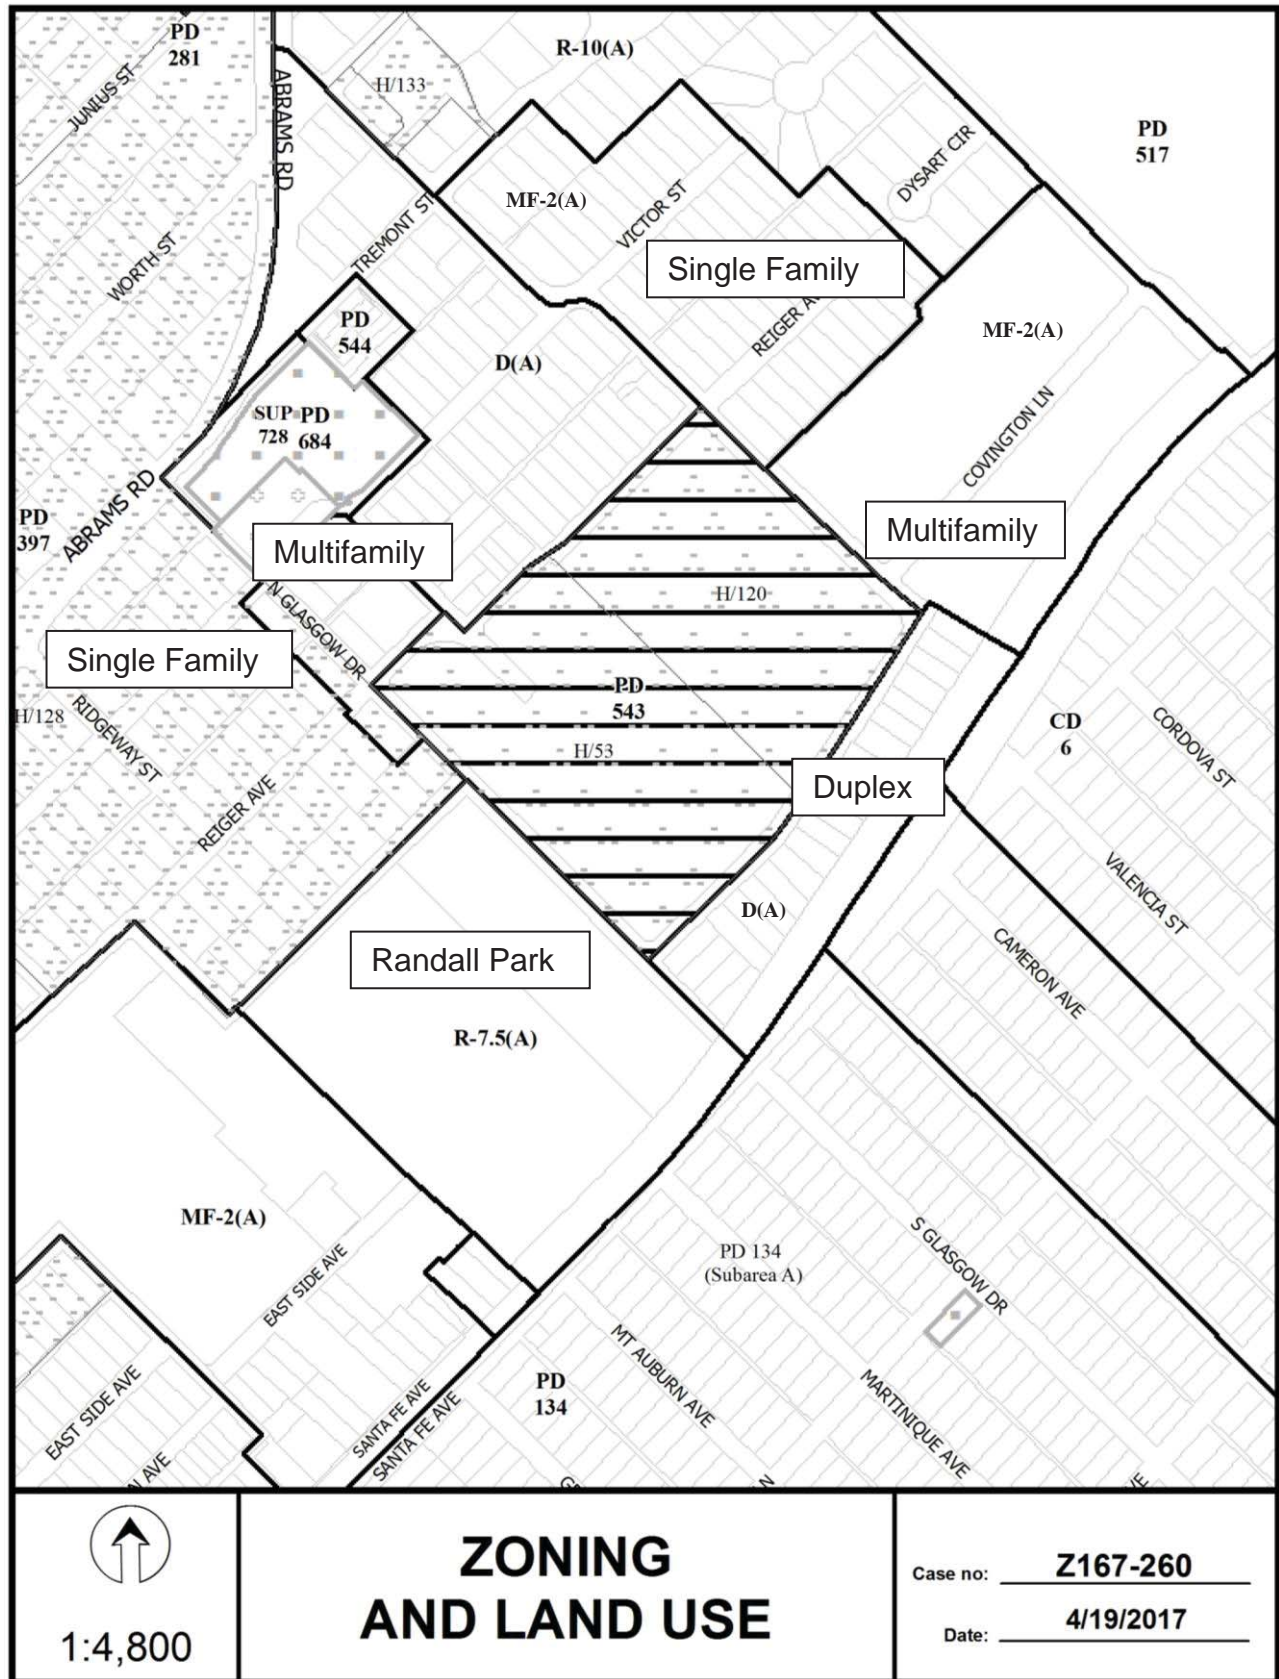 PD
281
R-10(A)
H/133
JUNIUS ST
ABRAMS RD
PD
517
DYSART CIR
MF-2(A)
VICTOR ST
TREMONT ST
WORTH ST
Single Family
REIGER
MF-2(A)
PD
544
D(A)
SUP PD
728 684
COVINGTON LN
ABRAMS RD
PD
397
Multifamily
Multifamily
H/120
N GLASGOW DR
Single Family
PD
543
H/128
RIDGEWAY ST
H/53
CD
6
CORDOVA ST
Duplex
REIGER AVE
VALENCIA ST
D(A)
Randall Park
CAMERON AVE
R-7.5(A)
MF-2(A)
PD 134
(Subarea A)
S GLASGOW DR
EAST SIDE AVE
MT AUBURN AVE
MARTINIQUE AVE
PD
134
EAST SIDE AVE
SANTA FE AVE
SANTA FE AVE
AVE
1:4,800
ZONING
AND LAND USE
Case no: Z167-260
Date: 4/19/2017